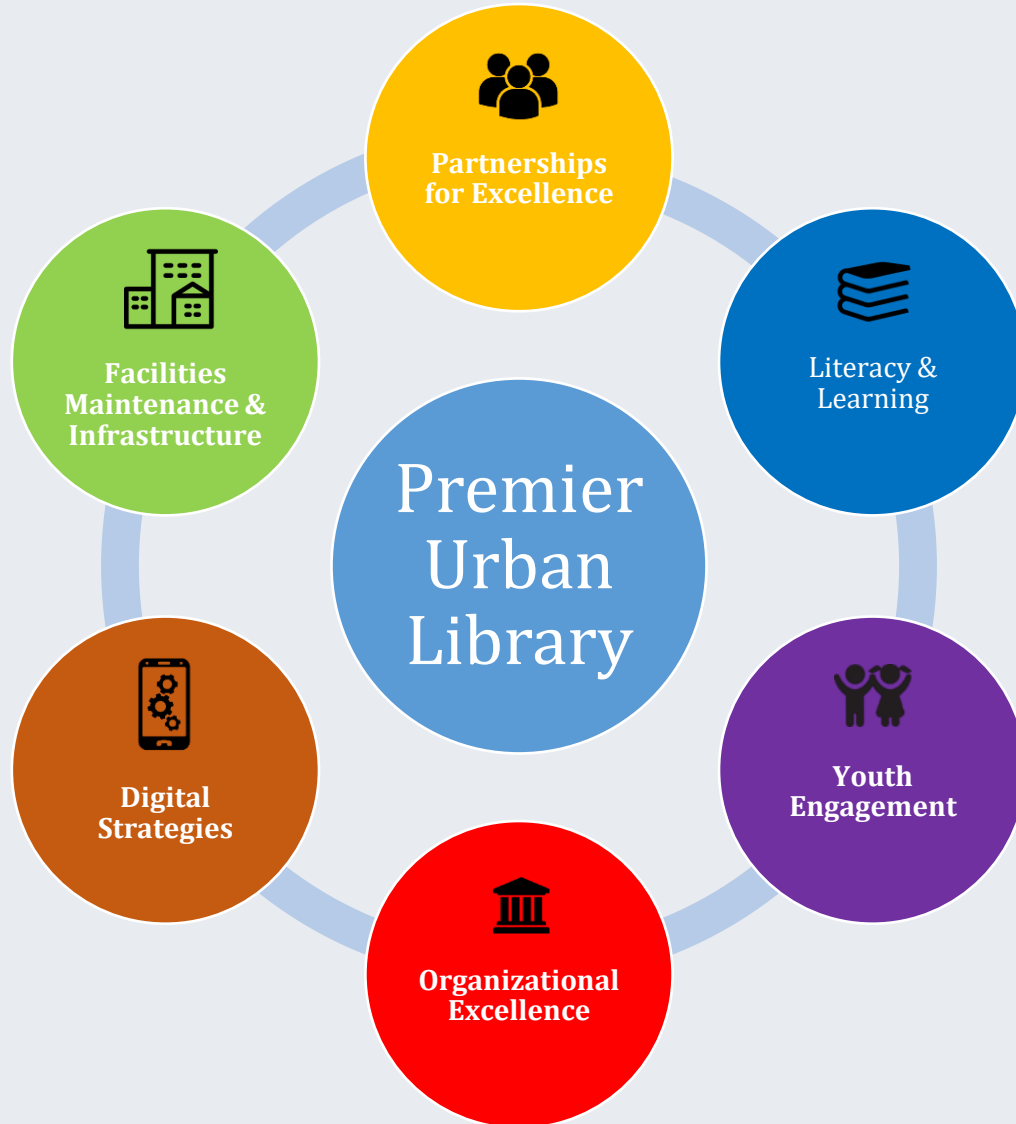 Partnerships
for Excellence
Literacy &
Learning
Youth
Engagement
Organizational
Excellence
Digital
Strategies
Facilities
Maintenance &
Infrastructure
Premier
Urban
Library